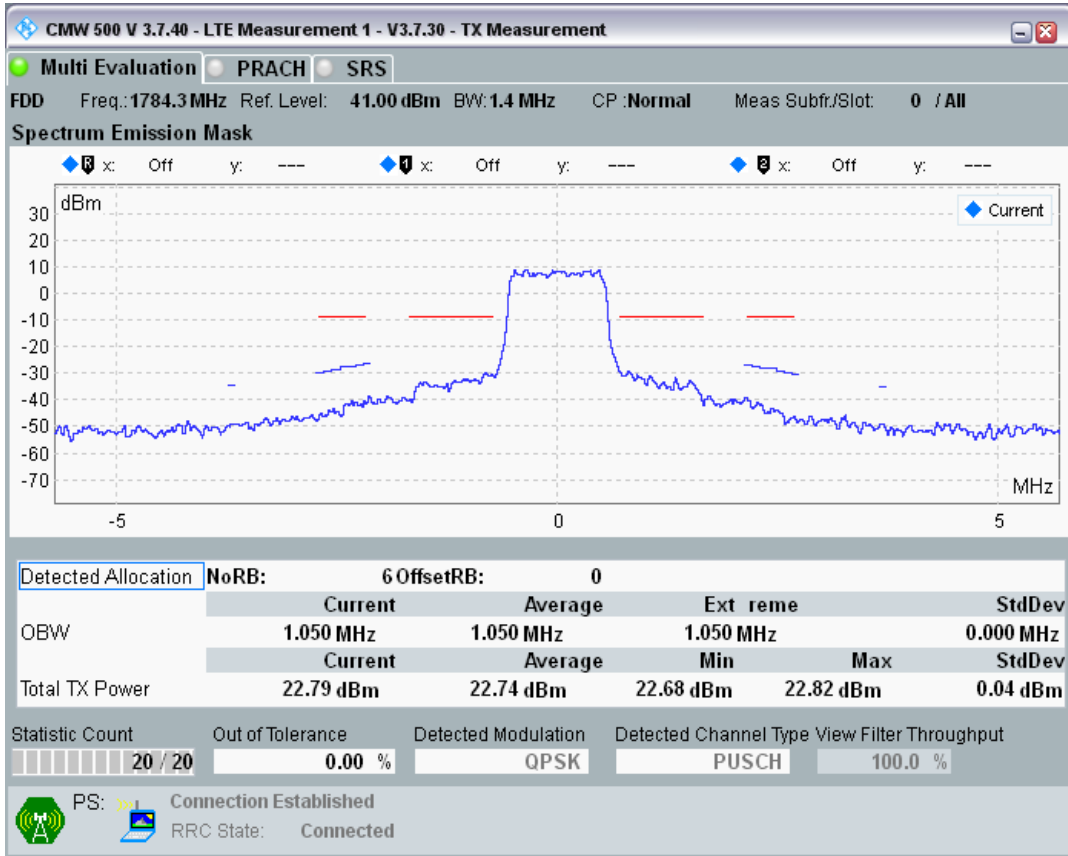 CMW 500 V 3.7.40 - LTE Measurement 1 - V3.7.30 - TX Measurement
Multi Evaluation PRACH SRS
FDD Freq.: 1784.3 MHz Ref. Level: 41.00 dBm BW: 1.4 MHz CP : Normal Meas Subfr./Slot: 0 / All
Spectrum Emission Mask
R x: Off y: --- 1 x: Off y: --- 2 x: Off y: ---
dBm
Current
30
20
10
0
-10
-20
-30
-40
-50
-60
-70
MHz
-5 0 5
Detected Allocation NoRB: 6 OffsetRB: 0
Current Average Ext reme StdDev
OBW 1.050 MHz 1.050 MHz 1.050 MHz 0.000 MHz
Current Average Min Max StdDev
Total TX Power 22.79 dBm 22.74 dBm 22.68 dBm 22.82 dBm 0.04 dBm
Statistic Count Out of Tolerance Detected Modulation Detected Channel Type View Filter Throughput
20 / 20 0.00 % QPSK PUSCH 100.0 %
PS: Connection Established
RRC State: Connected